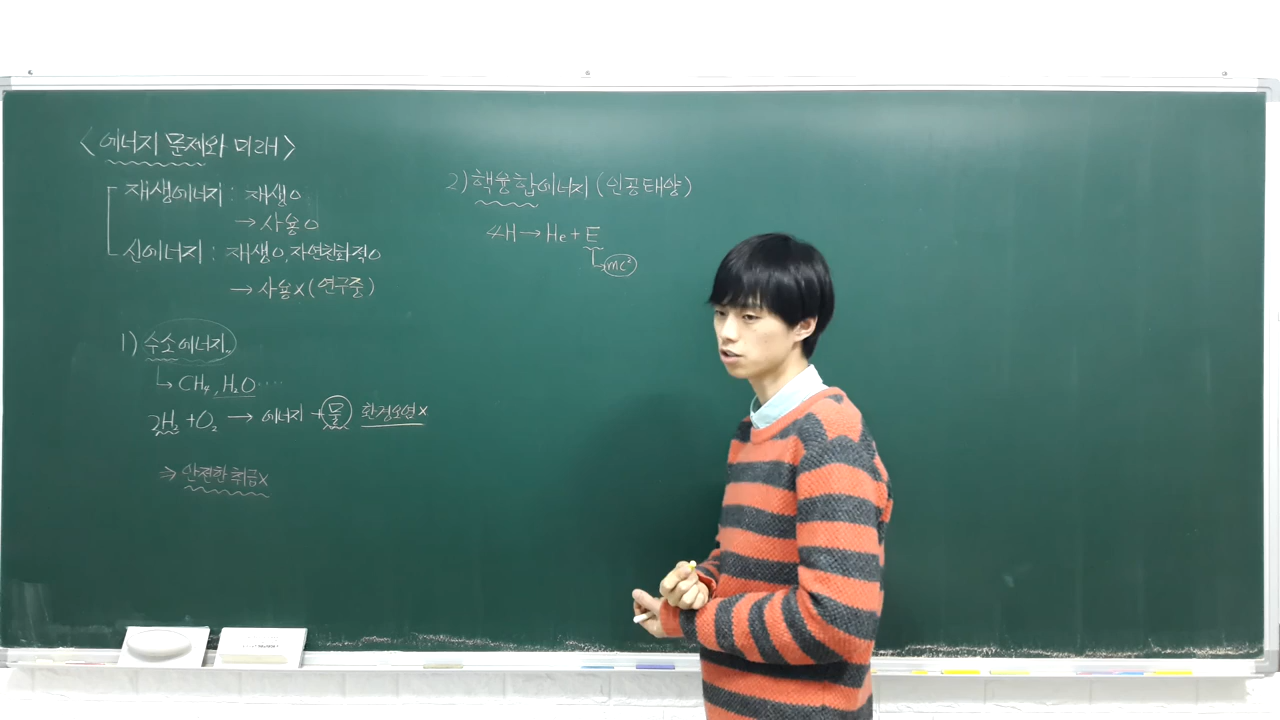 <에너지 문제와 미래>
재생에너지 : 재생O
→ 사용O
신에너지 : 재생O, 자연친화적O
→ 사용X (연구중)
1) 수소에너지
↳ CH₄, H₂O ····
2H₂ + O₂ → 에너지 + 물 환경오염X
⇒ 안전한 취급X
2) 핵융합에너지 (인공태양)
4H → He + E
↳ mc²